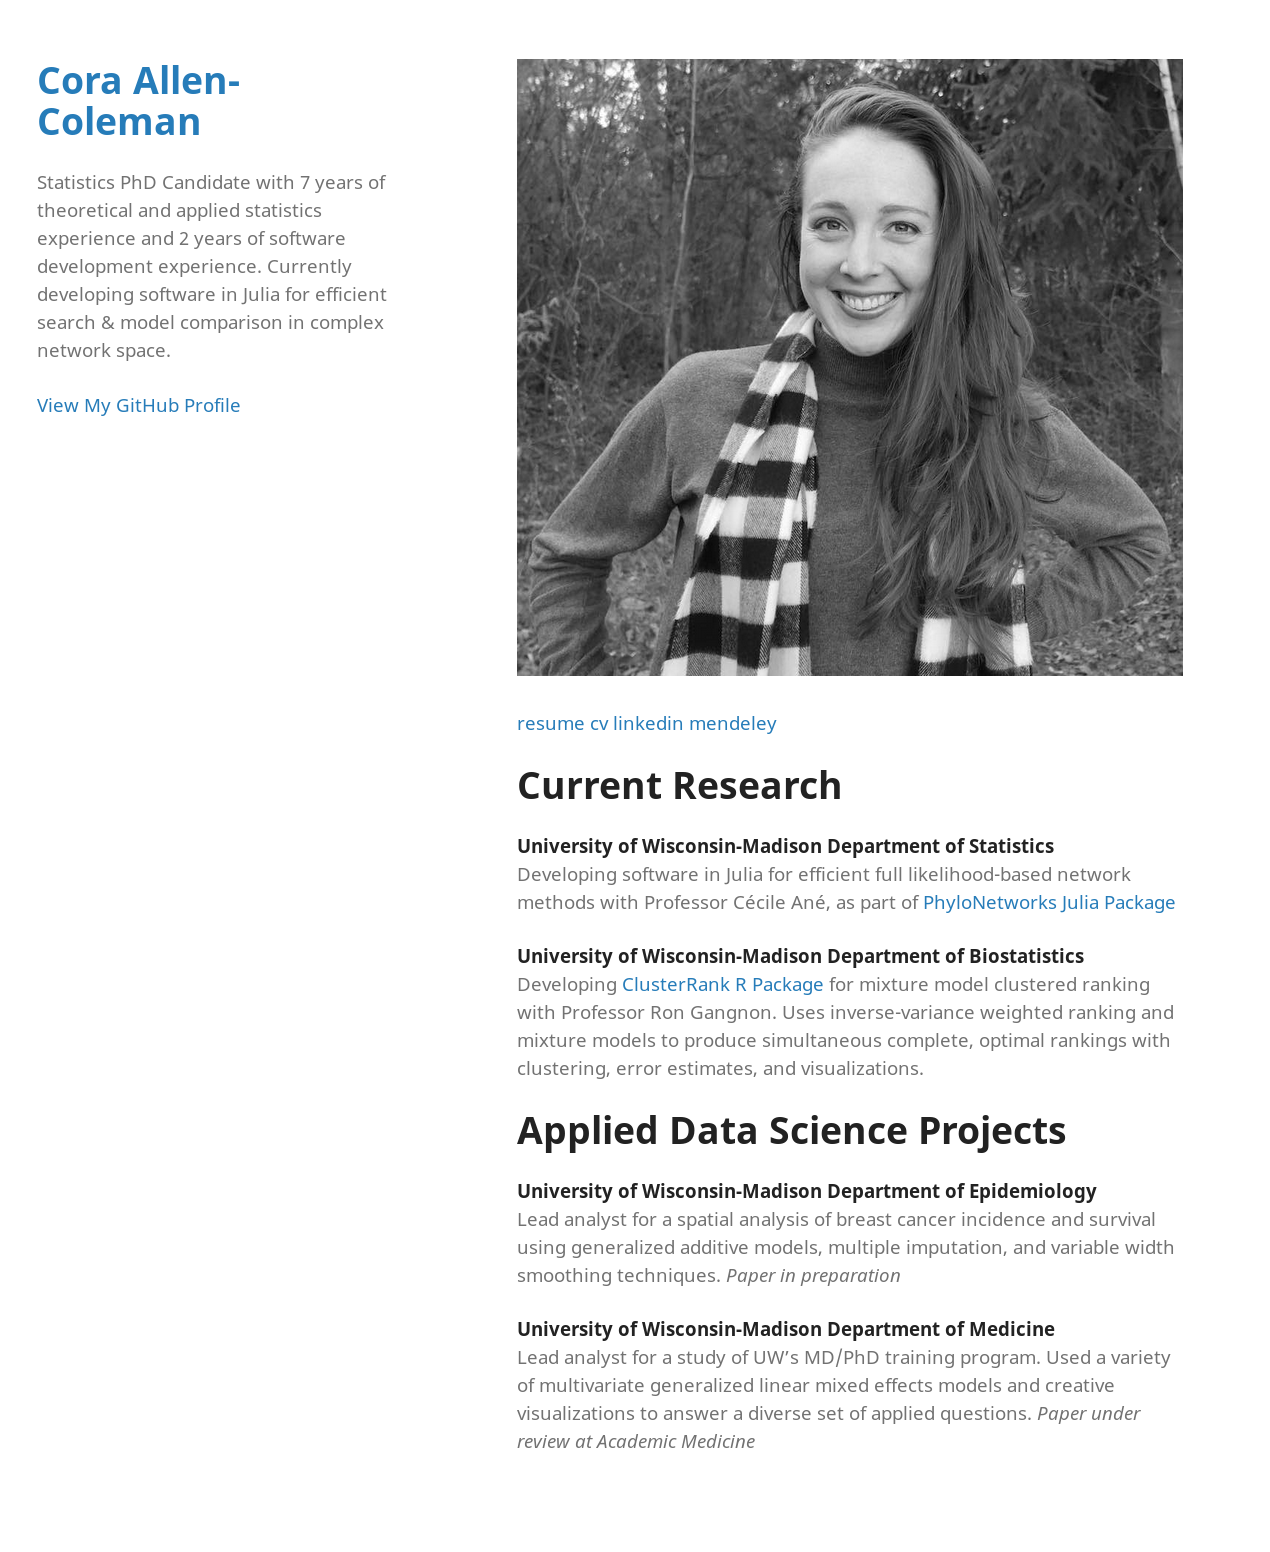 Cora Allen-
Coleman
Statistics PhD Candidate with 7 years of
theoretical and applied statistics
experience and 2 years of software
development experience. Currently
developing software in Julia for efficient
search & model comparison in complex
network space.
View My GitHub Profile
resume cv linkedin mendeley
Current Research
University of Wisconsin-Madison Department of Statistics
Developing software in Julia for efficient full likelihood-based network
methods with Professor Cécile Ané, as part of PhyloNetworks Julia Package
University of Wisconsin-Madison Department of Biostatistics
Developing ClusterRank R Package for mixture model clustered ranking
with Professor Ron Gangnon. Uses inverse-variance weighted ranking and
mixture models to produce simultaneous complete, optimal rankings with
clustering, error estimates, and visualizations.
Applied Data Science Projects
University of Wisconsin-Madison Department of Epidemiology
Lead analyst for a spatial analysis of breast cancer incidence and survival
using generalized additive models, multiple imputation, and variable width
smoothing techniques. Paper in preparation
University of Wisconsin-Madison Department of Medicine
Lead analyst for a study of UW’s MD/PhD training program. Used a variety
of multivariate generalized linear mixed effects models and creative
visualizations to answer a diverse set of applied questions. Paper under
review at Academic Medicine